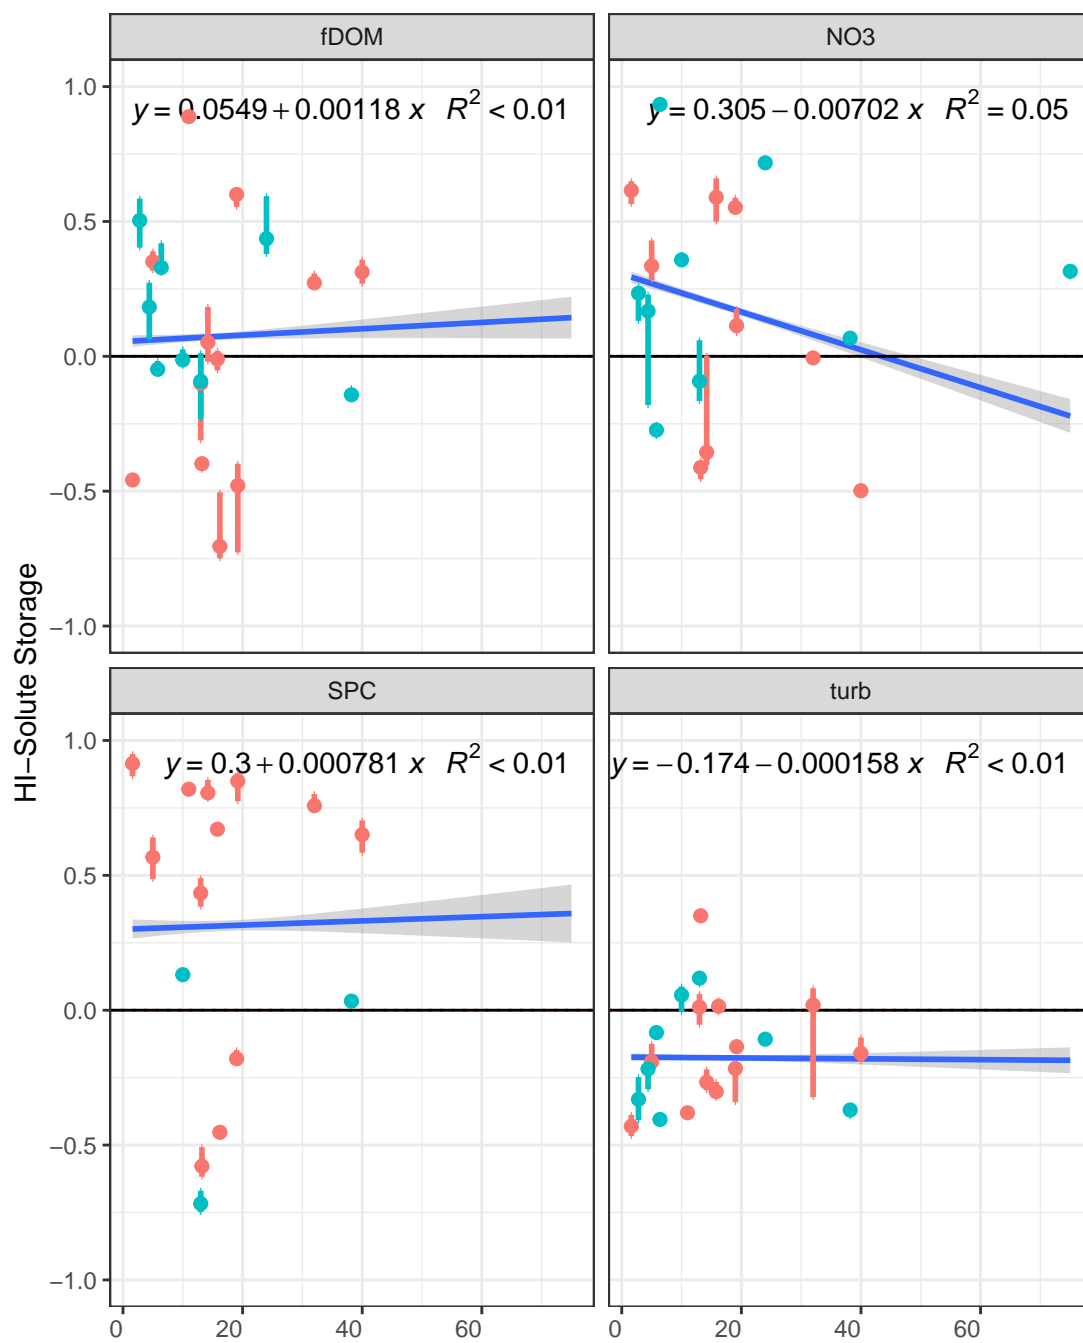 fDOM
NO3
y = 0.0549 + 0.00118 x R² < 0.01
y = 0.305 − 0.00702 x R² = 0.05
1.0
0.5
0.0
−0.5
−1.0
HI−Solute Storage
SPC
turb
y = 0.3 + 0.000781 x R² < 0.01
y = −0.174 − 0.000158 x R² < 0.01
1.0
0.5
0.0
−0.5
−1.0
0 20 40 60
0 20 40 60